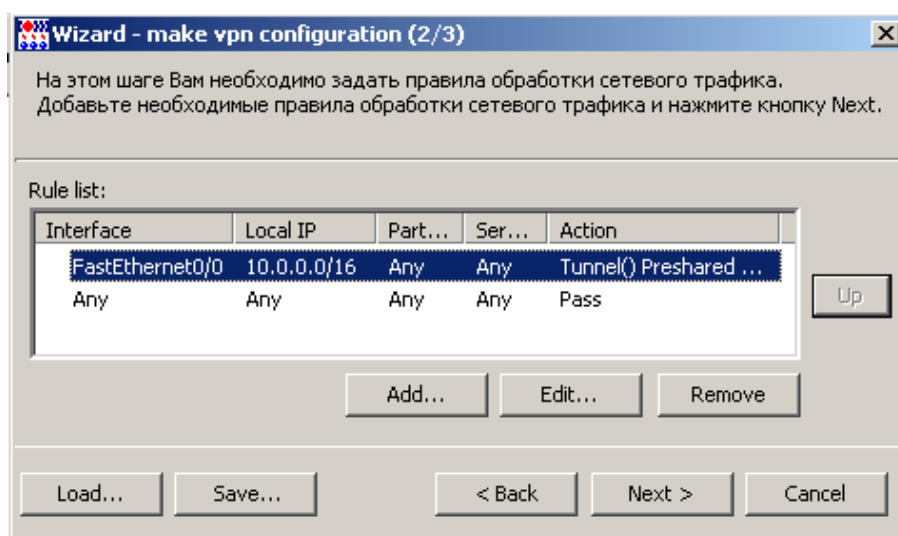 Wizard - make vpn configuration (2/3)
На этом шаге Вам необходимо задать правила обработки сетевого трафика.
Добавьте необходимые правила обработки сетевого трафика и нажмите кнопку Next.
Rule list:
Interface Local IP Part... Ser... Action
FastEthernet0/0 10.0.0.0/16 Any Any Tunnel() Preshared ...
Any Any Any Any Pass
Up
Add... Edit... Remove
Load... Save... < Back Next > Cancel